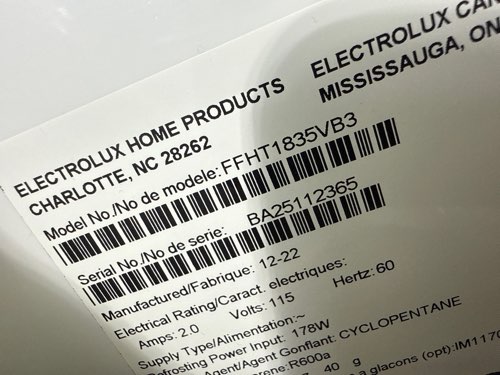 ELECTROLUX HOME PRODUCTS
CHARLOTTE, NC 28262
ELECTROLUX
MISSISSAUGA, ON
Model No./No de modele: FFHT1835VB3
Serial No./No de serie: BA25112365
Manufactured/Fabrique: 12-22
Electrical Rating/Caract. electriques:
Amps: 2.0 Volts: 115 Hertz: 60
Supply Type/Alimentation:~
Defrosting Power Input: 178W
Agent/Agent Gonflant: CYCLOPENTANE
R600a
40 g
glacons (opt):